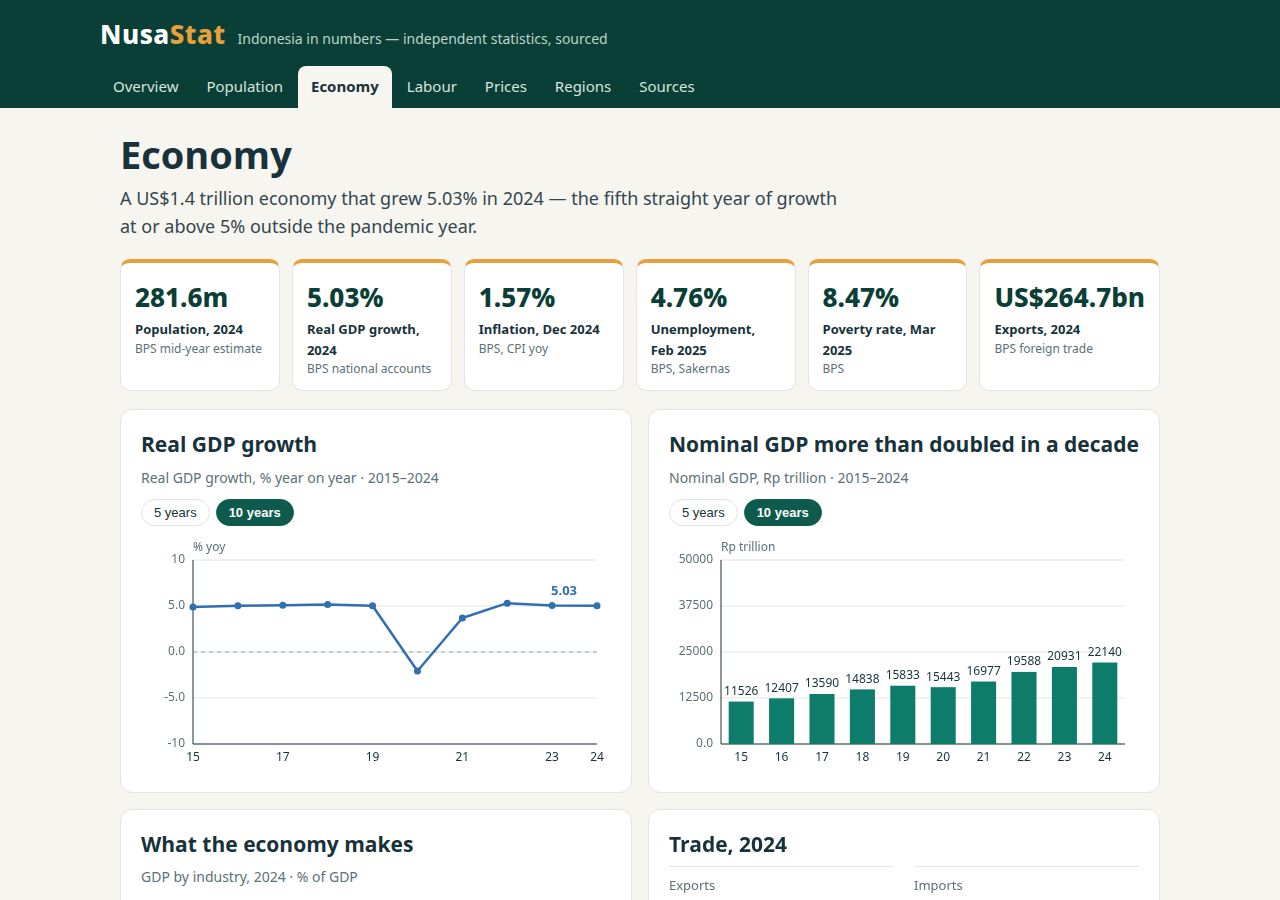 NusaStat Indonesia in numbers — independent statistics, sourced
Overview Population Economy Labour Prices Regions Sources
Economy
A US$1.4 trillion economy that grew 5.03% in 2024 — the fifth straight year of growth
at or above 5% outside the pandemic year.
281.6m
Population, 2024
BPS mid-year estimate
5.03%
Real GDP growth,
2024
BPS national accounts
1.57%
Inflation, Dec 2024
BPS, CPI yoy
4.76%
Unemployment,
Feb 2025
BPS, Sakernas
8.47%
Poverty rate, Mar
2025
BPS
US$264.7bn
Exports, 2024
BPS foreign trade
Real GDP growth
Real GDP growth, % year on year · 2015–2024
5 years 10 years
% yoy
10
5.0
0.0
-5.0
-10
5.03
15 17 19 21 23 24
Nominal GDP more than doubled in a decade
Nominal GDP, Rp trillion · 2015–2024
5 years 10 years
Rp trillion
50000
37500
25000
12500
0.0
11526 12407 13590 14838 15833 15443 16977 19588 20931 22140
15 16 17 18 19 20 21 22 23 24
What the economy makes
GDP by industry, 2024 · % of GDP
Trade, 2024
Exports Imports